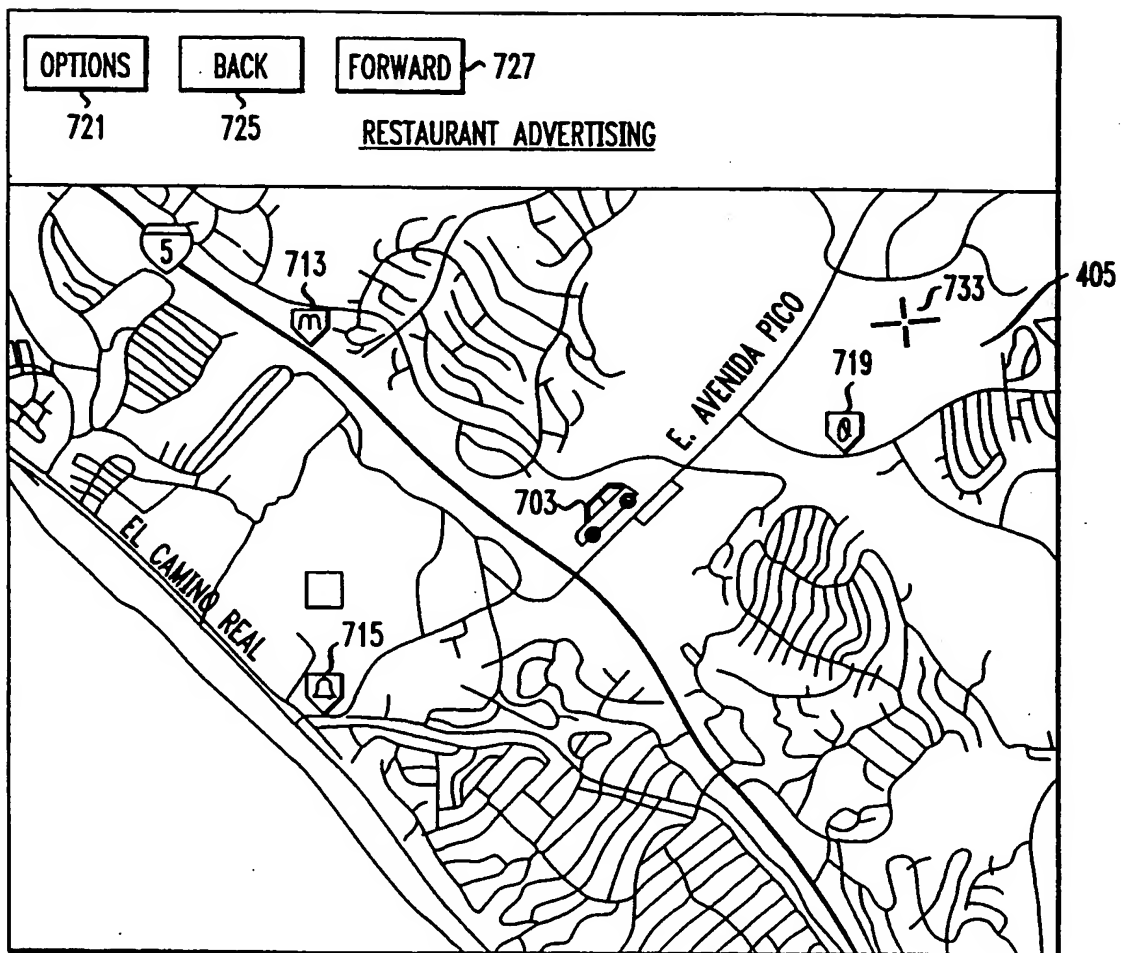 OPTIONS BACK FORWARD 727
721 725 RESTAURANT ADVERTISING
5
713
m
733
405
E. AVENIDA PICO
719
703
EL CAMINO REAL
715